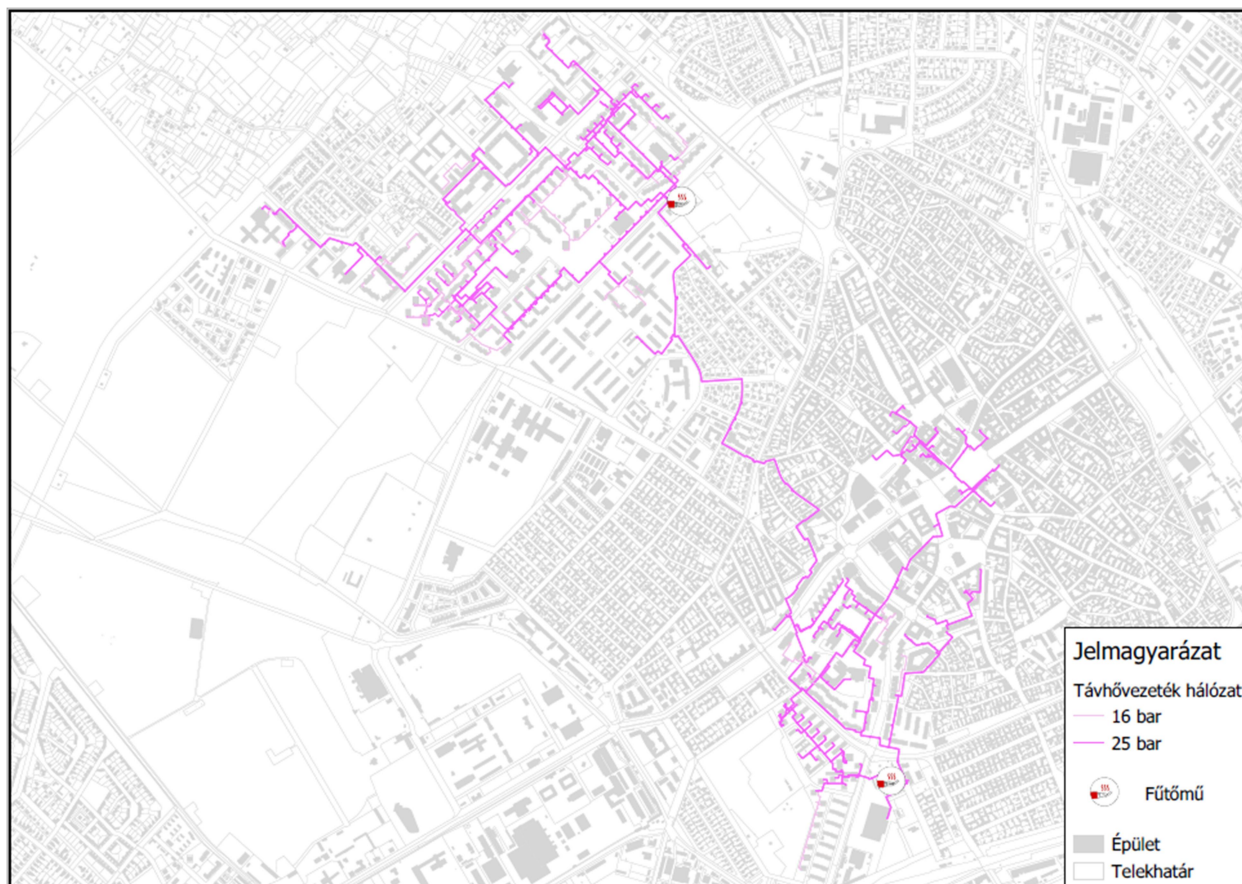 Jelmagyarázat
Távhővezeték hálózat
16 bar
25 bar
Fűtőmű
Épület
Telekhatár